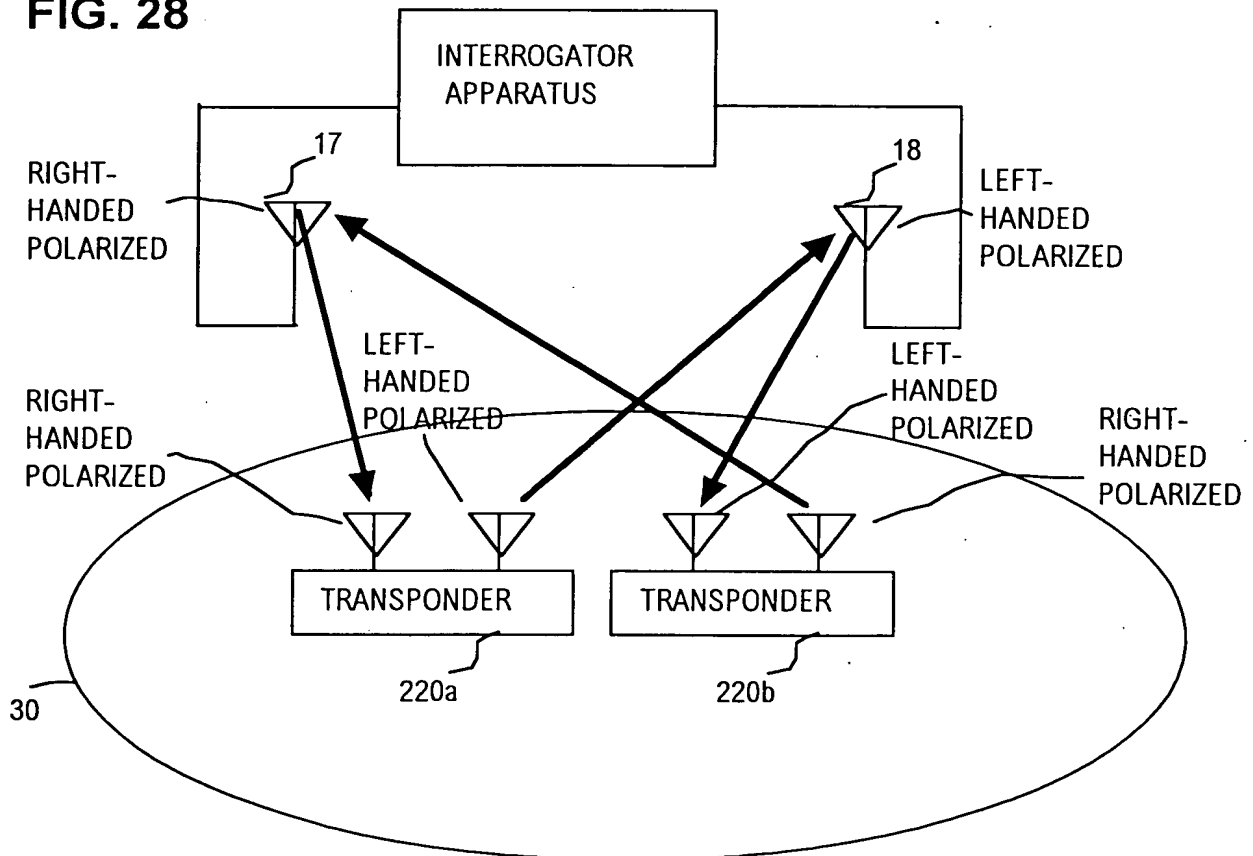 FIG. 28
INTERROGATOR
APPARATUS
17
RIGHT-
HANDED
POLARIZED
18
LEFT-
HANDED
POLARIZED
LEFT-
HANDED
POLARIZED
LEFT-
HANDED
POLARIZED
RIGHT-
HANDED
POLARIZED
RIGHT-
HANDED
POLARIZED
TRANSPONDER
TRANSPONDER
220a
220b
30